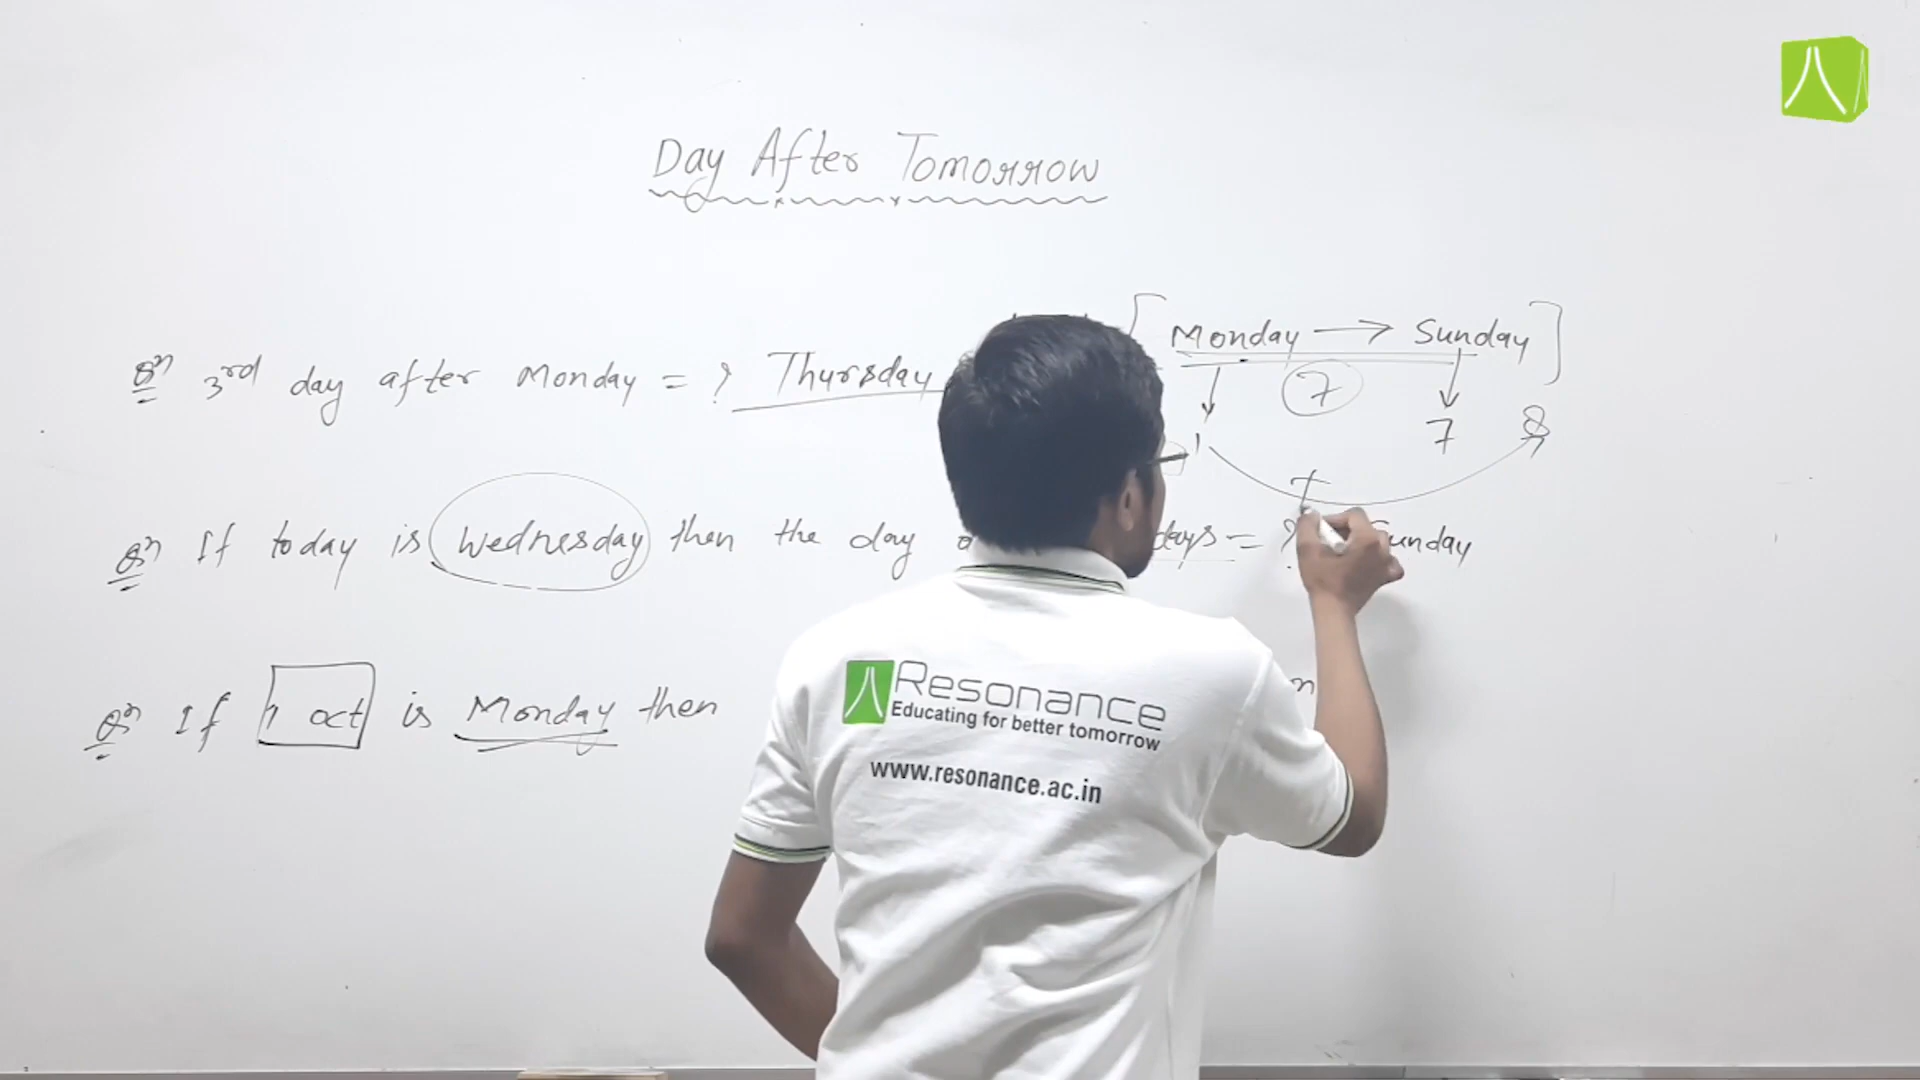 Day After Tomorrow
[Monday → Sunday]
Qn 3rd day after Monday = ? Thursday
7
1 7 8
+
Qn If today is Wednesday then the day days = ? Sunday
Qn If 1 oct is Monday then
Resonance
Educating for better tomorrow
www.resonance.ac.in